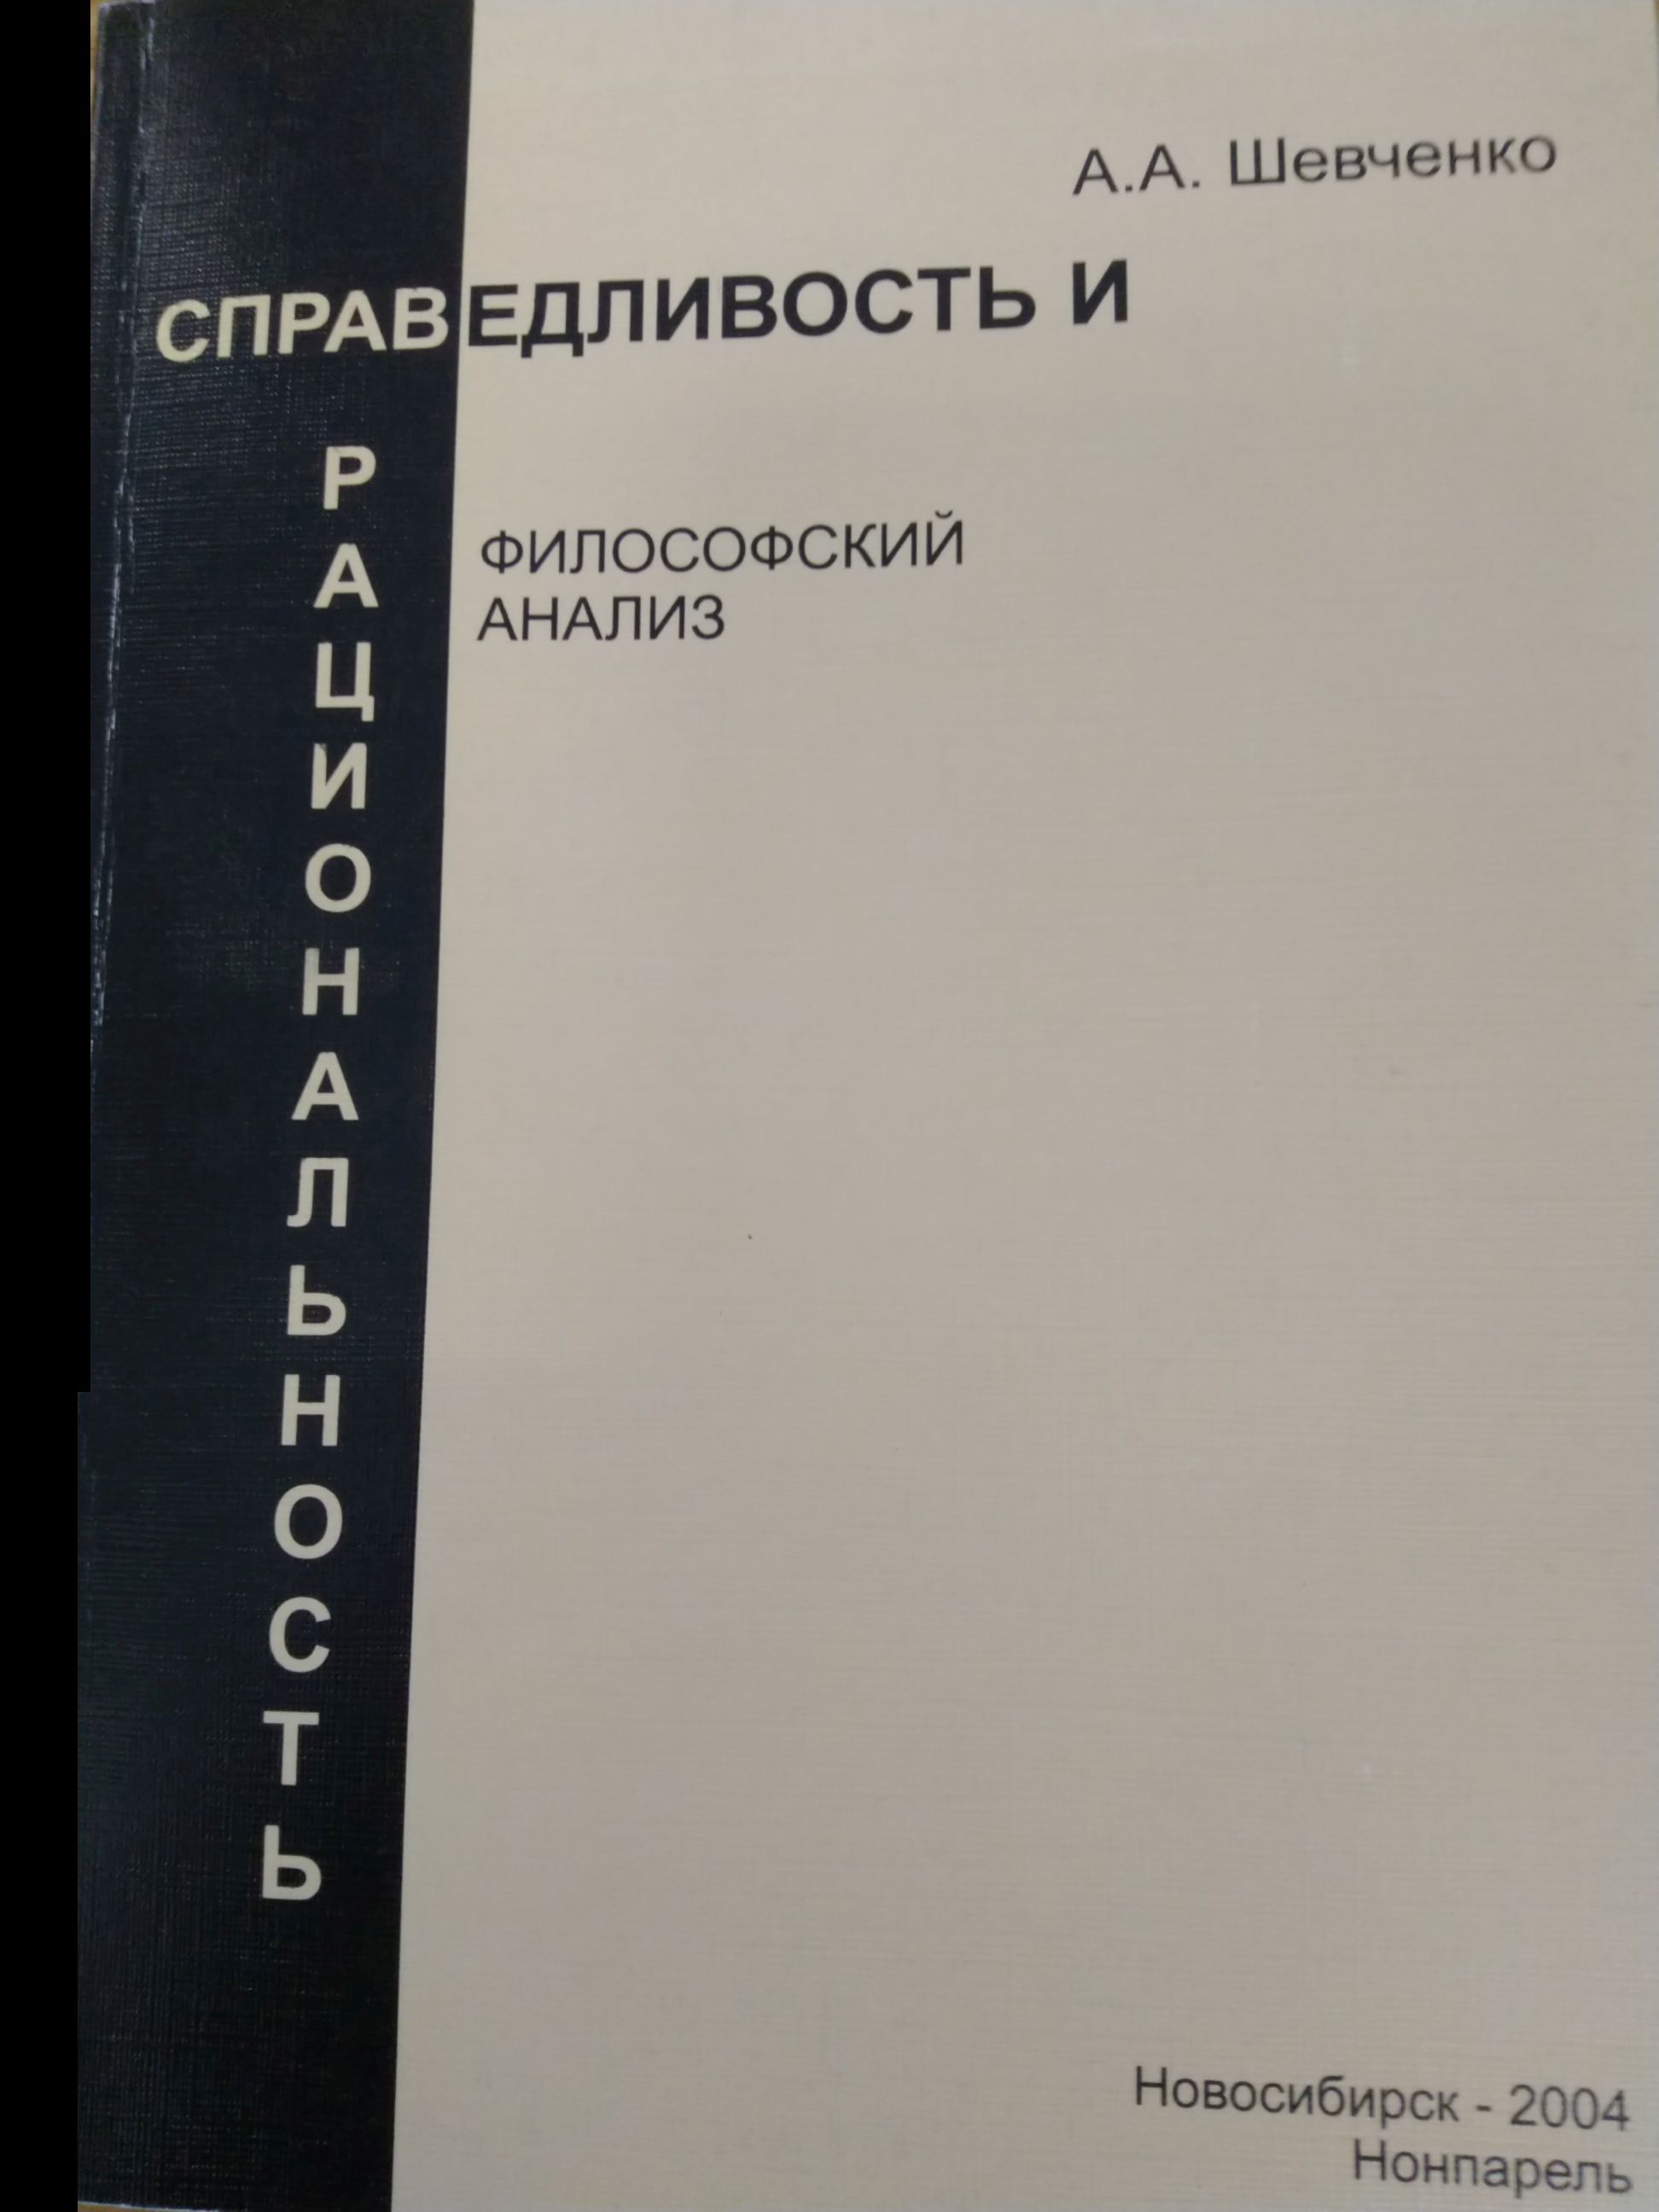 А.А. Шевченко
СПРАВЕДЛИВОСТЬ И
РАЦИОНАЛЬНОСТЬ
ФИЛОСОФСКИЙ
АНАЛИЗ
Новосибирск - 2004
Нонпарель